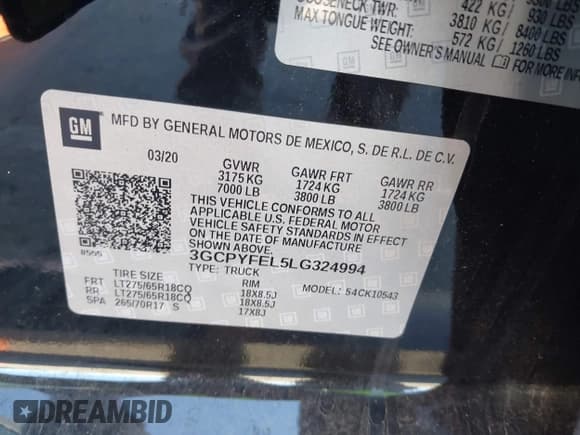 GOOSENECK TWR: 422 KG/ 930 LBS
MAX TONGUE WEIGHT: 3810 KG/ 8400 LBS
572 KG/ 1260 LBS
SEE OWNER'S MANUAL FOR MORE INFO
GM
MFD BY GENERAL MOTORS DE MEXICO, S. DE R.L. DE C.V.
03/20 GVWR GAWR FRT GAWR RR
3175 KG 1724 KG 1724 KG
7000 LB 3800 LB 3800 LB
THIS VEHICLE CONFORMS TO ALL
APPLICABLE U.S. FEDERAL MOTOR
VEHICLE SAFETY STANDARDS IN EFFECT
ON THE DATE OF MANUFACTURE
SHOWN ABOVE.
3GCPYFEL5LG324994
TYPE: TRUCK
TIRE SIZE RIM MODEL: 54CK10543
FRT LT275/65R18CQ 18X8.5J
RR LT275/65R18CQ 18X8.5J
SPA 265/70R17 S 17X8J
DREAMBID